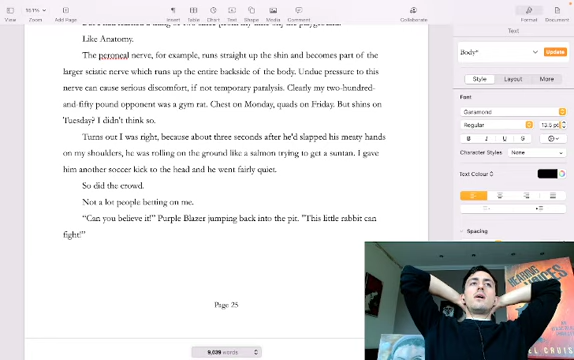 101%
View
Zoom
Add Page
Insert
Table
Chart
Text
Shape
Media
Comment
Collaborate
Format
Document
Like Anatomy.
The peroneal nerve, for example, runs straight up the shin and becomes part of the
larger sciatic nerve which runs up the entire backside of the body. Undue pressure to this
nerve can cause serious discomfort, if not temporary paralysis. Clearly my two-hundred-
and-fifty pound opponent was a gym rat. Chest on Monday, quads on Friday. But shins on
Tuesday? I didn't think so.
Turns out I was right, because about three seconds after he'd slapped his meaty hands
on my shoulders, he was rolling on the ground like a salmon trying to get a suntan. I gave
him another soccer kick to the head and he went fairly quiet.
So did the crowd.
Not a lot people betting on me.
"Can you believe it!" Purple Blazer jumping back into the pit. "This little rabbit can
fight!"
Page 25
9,039 words
Text
Body*
Update
Style
Layout
More
Font
Garamond
Regular
13.5 pt
B I U S
Character Styles
None
Text Colour
Spacing
HEARING
VOICES
EL CRUIS